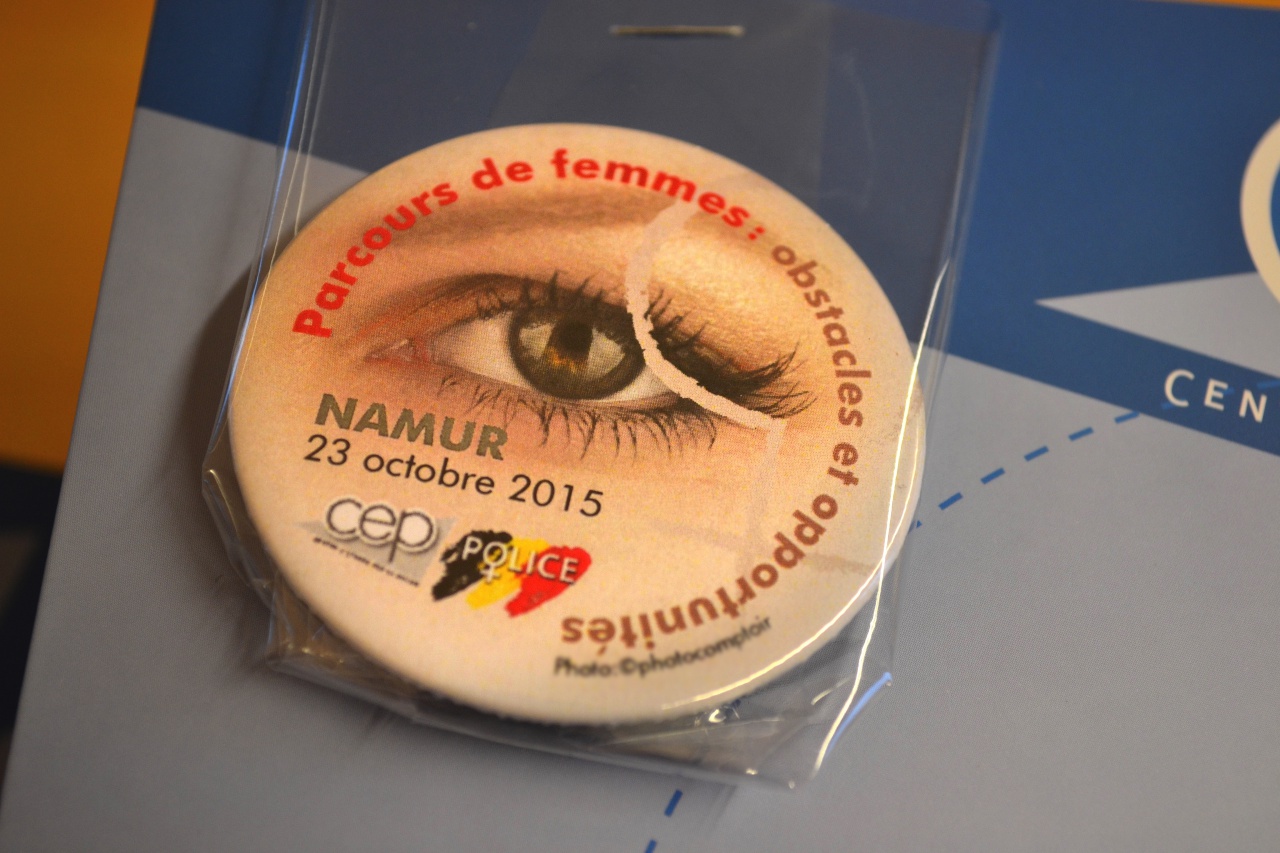 Parcours de femmes: obstacles et opportunités
NAMUR
23 octobre 2015
cep
POLICE
Photo:©photocomptoir
CEN